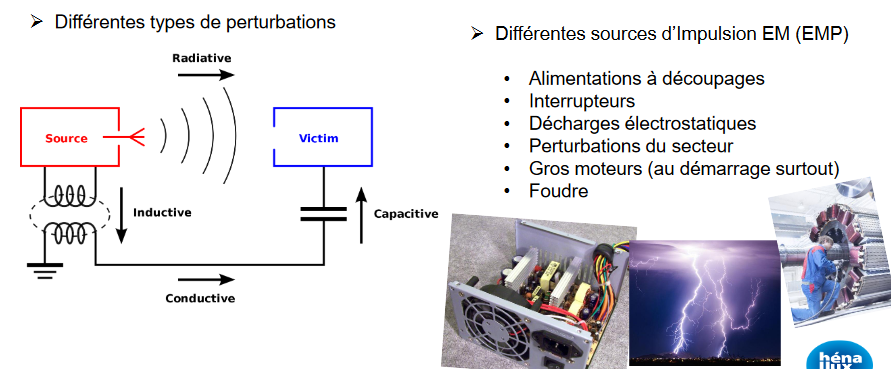 ➢ Différentes types de perturbations
Radiative
Source
Victim
Inductive
Capacitive
Conductive
➢ Différentes sources d’Impulsion EM (EMP)
• Alimentations à découpages
• Interrupteurs
• Décharges électrostatiques
• Perturbations du secteur
• Gros moteurs (au démarrage surtout)
• Foudre
héna
llux